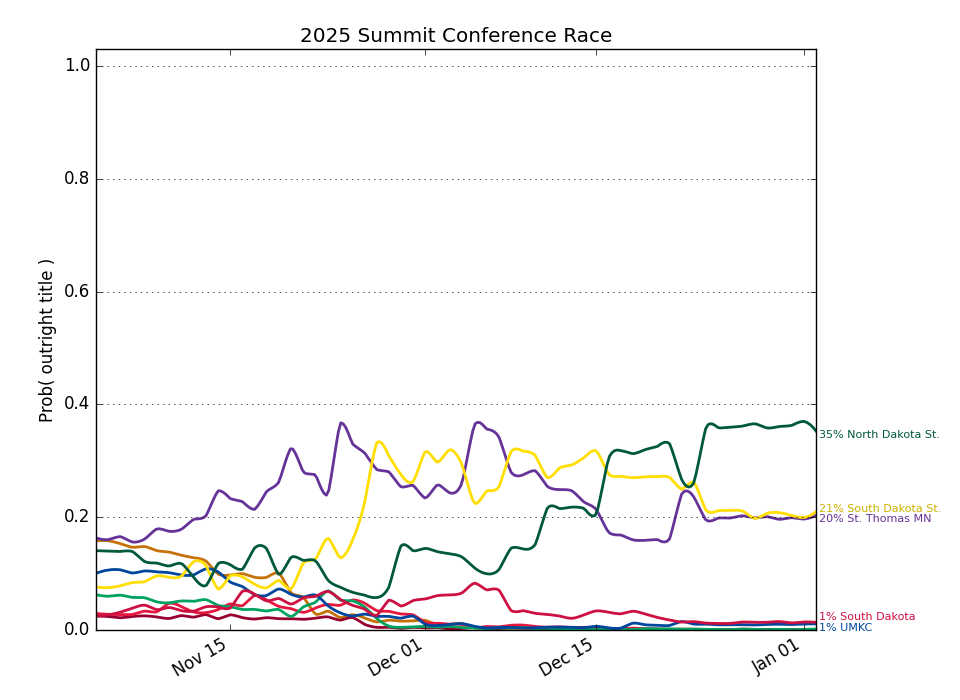 2025 Summit Conference Race
Prob( outright title )
1.0
0.8
0.6
0.4
0.2
0.0
Nov 15
Dec 01
Dec 15
Jan 01
35% North Dakota St.
21% South Dakota St.
20% St. Thomas MN
1% South Dakota
1% UMKC